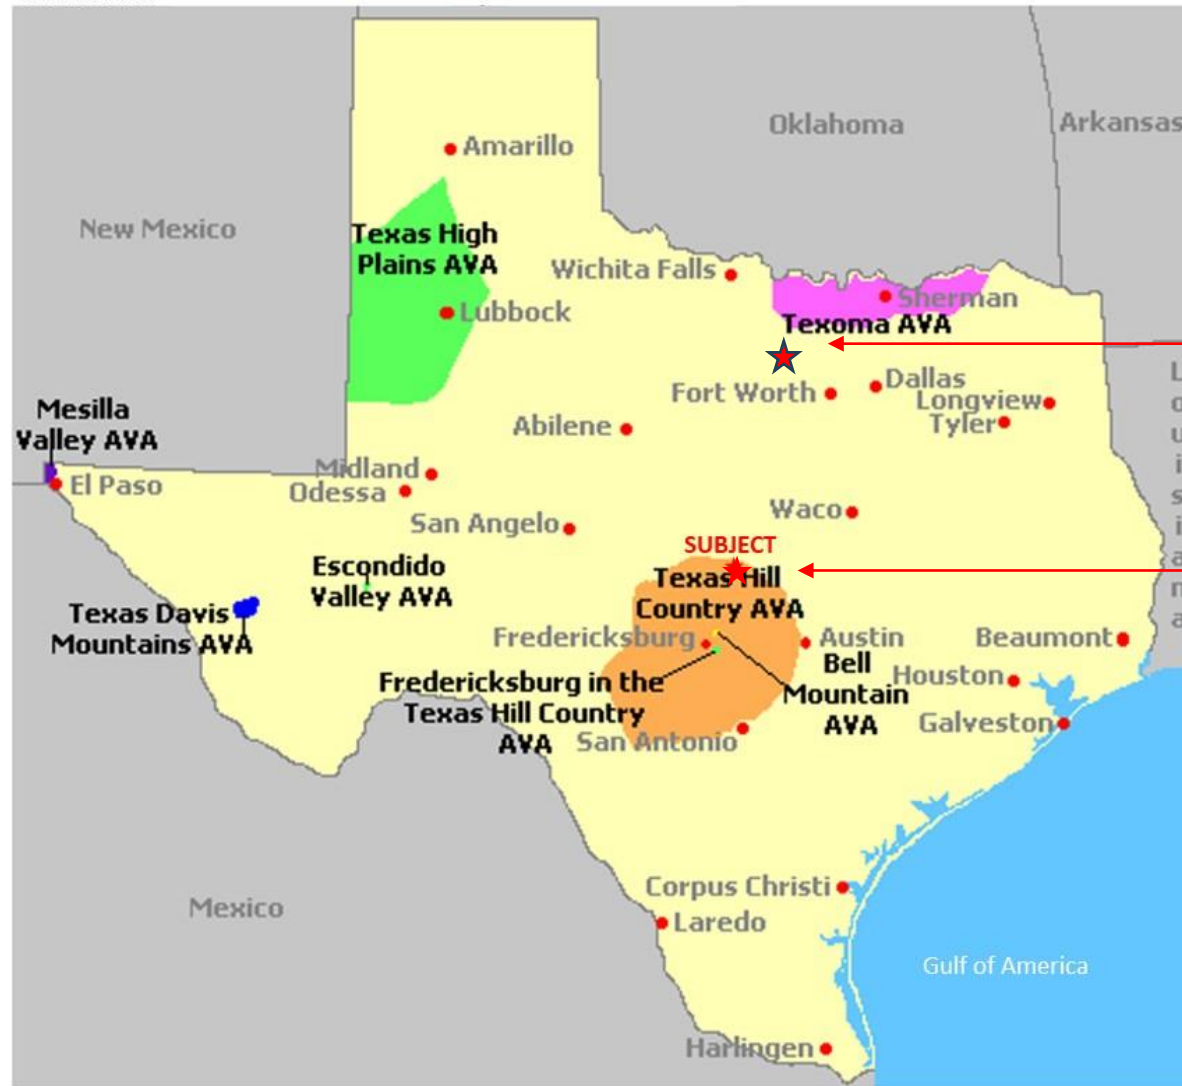 Oklahoma
Arkansas
Amarillo
New Mexico
Texas High
Plains AVA
Wichita Falls
Sherman
Lubbock
Texoma AVA
Fort Worth
Dallas
Longview
Tyler
Mesilla
Valley AVA
Abilene
El Paso
Midland
Odessa
San Angelo
Waco
SUBJECT
Escondido
Valley AVA
Texas Hill
Country AVA
Texas Davis
Mountains AVA
Fredericksburg
Austin
Beaumont
Bell
Mountain
AVA
Houston
Fredericksburg in the
Texas Hill Country
AVA
San Antonio
Galveston
Corpus Christi
Laredo
Mexico
Gulf of America
Harlingen